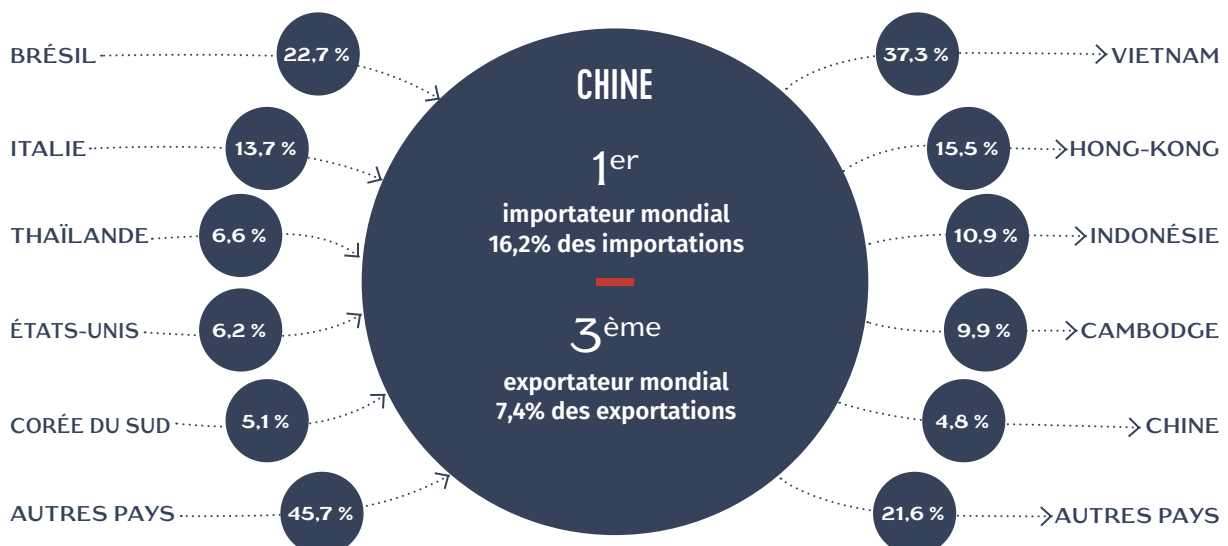 BRÉSIL
22,7 %
ITALIE
13,7 %
THAÏLANDE
6,6 %
ÉTATS-UNIS
6,2 %
CORÉE DU SUD
5,1 %
AUTRES PAYS
45,7 %
CHINE
1er
importateur mondial
16,2% des importations
3ème
exportateur mondial
7,4% des exportations
37,3 %
VIETNAM
15,5 %
HONG-KONG
10,9 %
INDONÉSIE
9,9 %
CAMBODGE
4,8 %
CHINE
21,6 %
AUTRES PAYS